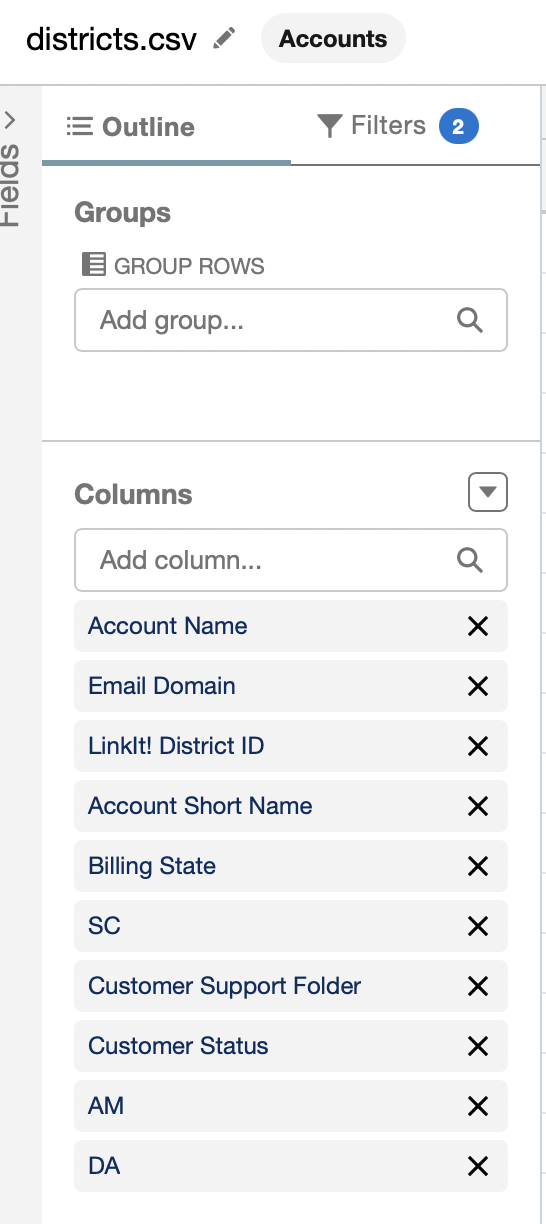 districts.csv Accounts
Fields
Outline Filters 2
Groups
GROUP ROWS
Add group...
Columns
Add column...
Account Name
Email Domain
LinkIt! District ID
Account Short Name
Billing State
SC
Customer Support Folder
Customer Status
AM
DA